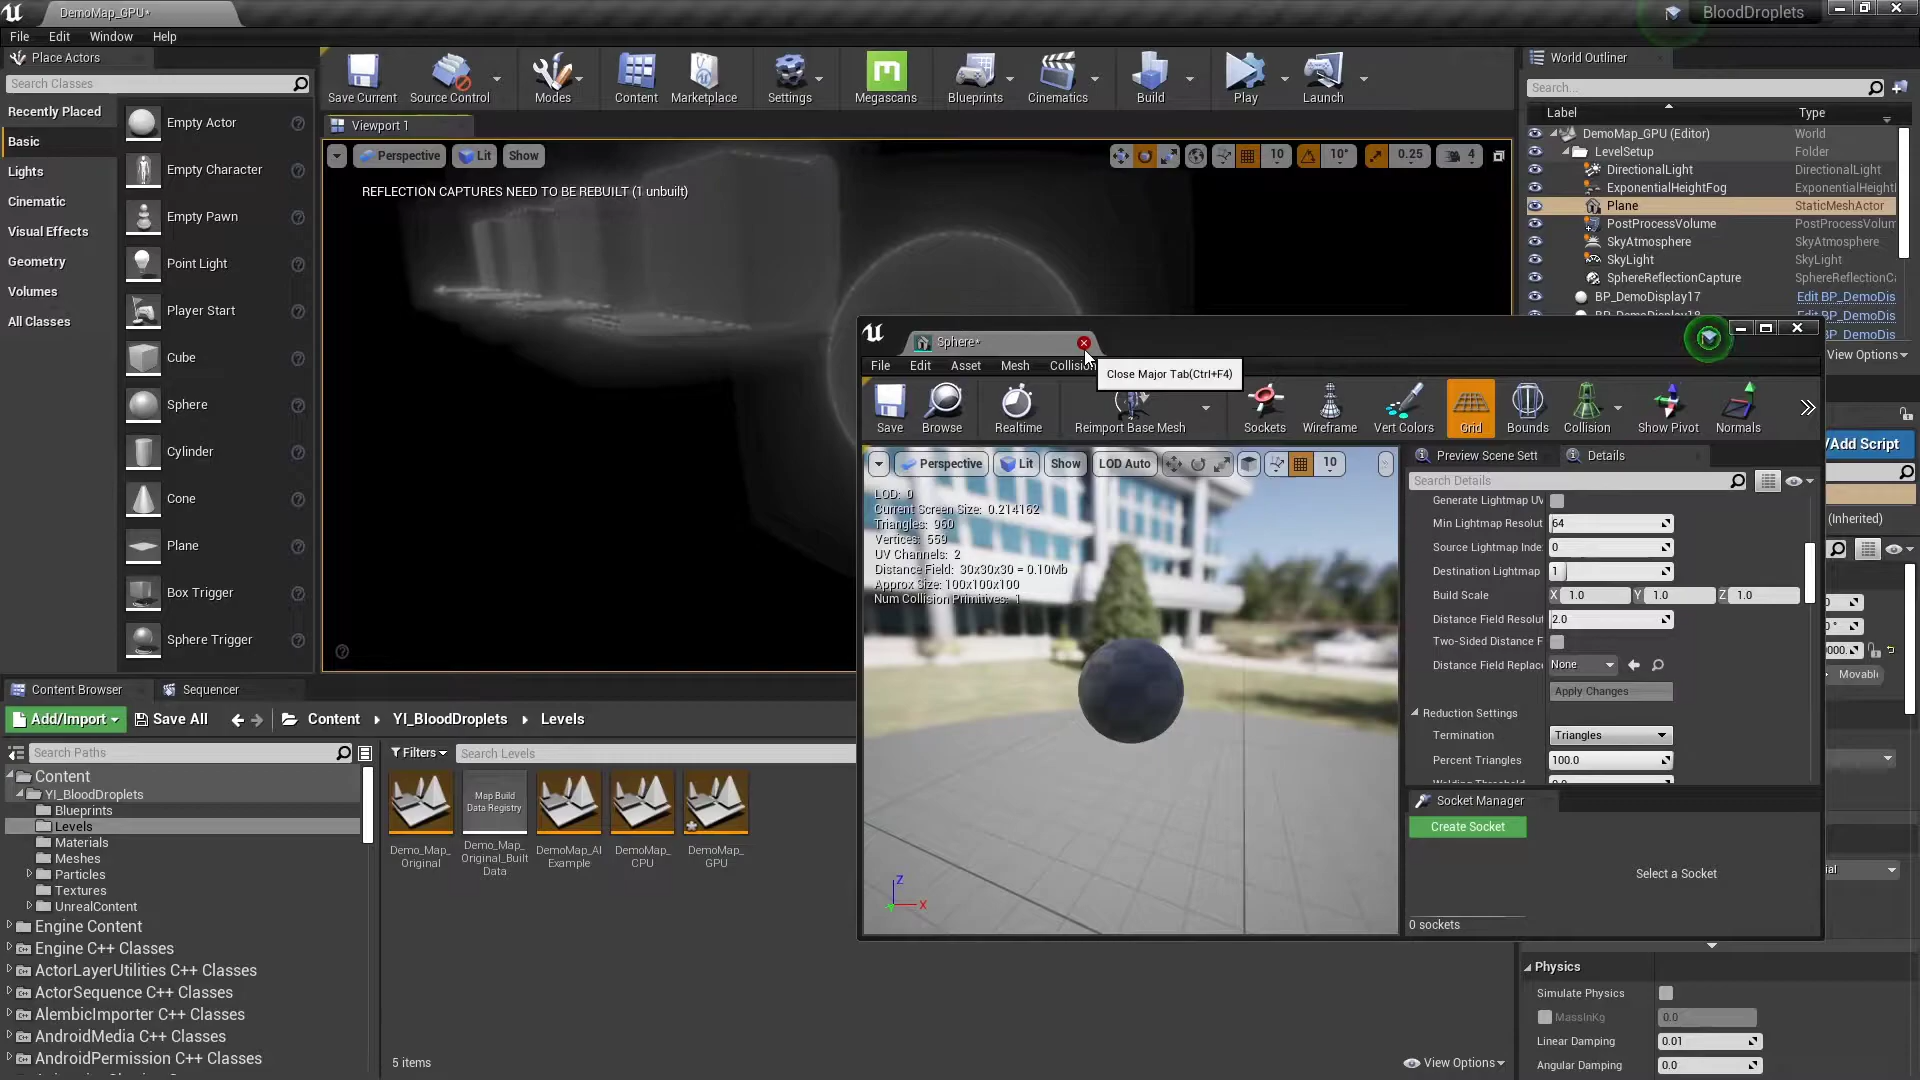 DemoMap_GPU*
BloodDroplets
File Edit Window Help
Place Actors
Search Classes
Recently Placed
Basic
Lights
Cinematic
Visual Effects
Geometry
Volumes
All Classes
Empty Actor
Empty Character
Empty Pawn
Point Light
Player Start
Cube
Sphere
Cylinder
Cone
Plane
Box Trigger
Sphere Trigger
Save Current
Source Control
Modes
Content
Marketplace
Settings
Megascans
Blueprints
Cinematics
Build
Play
Launch
Viewport 1
Perspective Lit Show
10 10° 0.25 4
REFLECTION CAPTURES NEED TO BE REBUILT (1 unbuilt)
World Outliner
Search...
Label Type
DemoMap_GPU (Editor) World
LevelSetup Folder
DirectionalLight DirectionalLight
ExponentialHeightFog ExponentialHeightI
Plane StaticMeshActor
PostProcessVolume PostProcessVolum
SkyAtmosphere SkyAtmosphere
SkyLight SkyLight
SphereReflectionCapture SphereReflectionCa
BP_DemoDisplay17 Edit BP_DemoDis
BP_DemoDisplay18 Edit BP_DemoDis
Edit BP_DemoDis
View Options
/Add Script
(Inherited)
Movable
Sphere*
File Edit Asset Mesh Collision
Close Major Tab(Ctrl+F4)
Save
Browse
Realtime
Reimport Base Mesh
Sockets
Wireframe
Vert Colors
Grid
Bounds
Collision
Show Pivot
Normals
Perspective Lit Show LOD Auto 10
LOD: 0
Current Screen Size: 0.214162
Triangles: 960
Vertices: 559
UV Channels: 2
Distance Field: 30x30x30 = 0.10Mb
Approx Size: 100x100x100
Num Collision Primitives: 1
Z
X
Preview Scene Sett Details
Search Details
Generate Lightmap UV
Min Lightmap Resolut 64
Source Lightmap Inde 0
Destination Lightmap 1
Build Scale X 1.0 Y 1.0 Z 1.0
Distance Field Resolut 2.0
Two-Sided Distance F
Distance Field Replace None
Apply Changes
Reduction Settings
Termination Triangles
Percent Triangles 100.0
Socket Manager
Create Socket
Select a Socket
0 sockets
Content Browser Sequencer
Add/Import Save All Content YI_BloodDroplets Levels
Search Paths
Filters Search Levels
Content
YI_BloodDroplets
Blueprints
Levels
Materials
Meshes
Particles
Textures
UnrealContent
Engine Content
Engine C++ Classes
ActorLayerUtilities C++ Classes
ActorSequence C++ Classes
AlembicImporter C++ Classes
AndroidMedia C++ Classes
AndroidPermission C++ Classes
Map Build
Data Registry
Demo_Map_
Original
Demo_Map_
Original_Built
Data
DemoMap_AI
Example
DemoMap_
CPU
DemoMap_
GPU
5 items
View Options
Physics
Simulate Physics
MassInKg 0.0
Linear Damping 0.01
Angular Damping 0.0